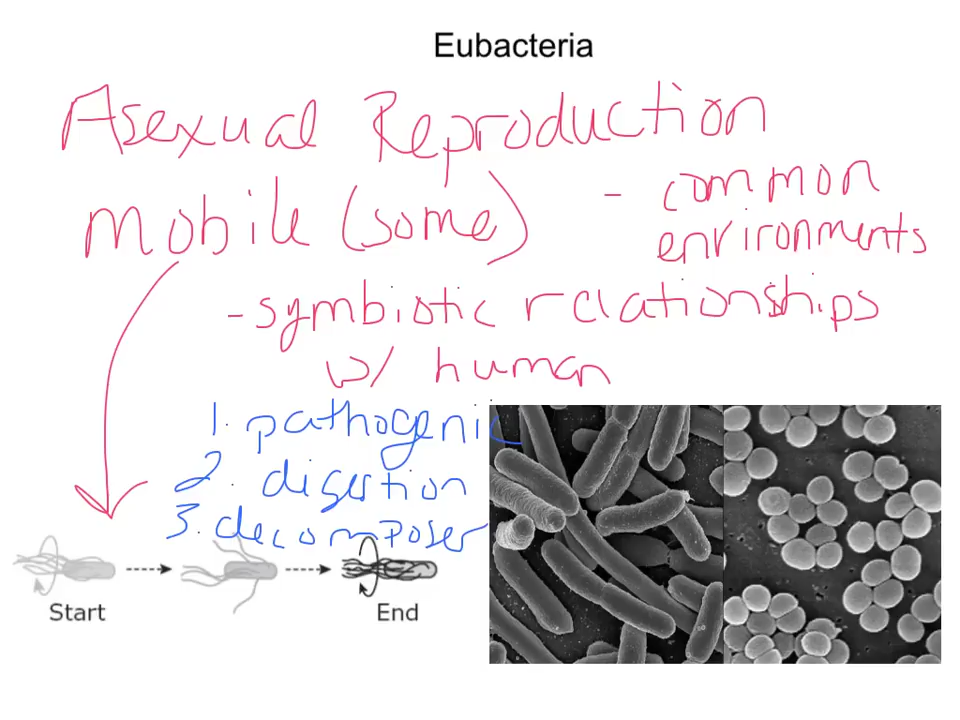 Eubacteria
Asexual Reproduction
mobile (some)
- common
environments
- symbiotic relationships
w/ human
1. pathogenic
2. digestion
3. decomposer
Start
End